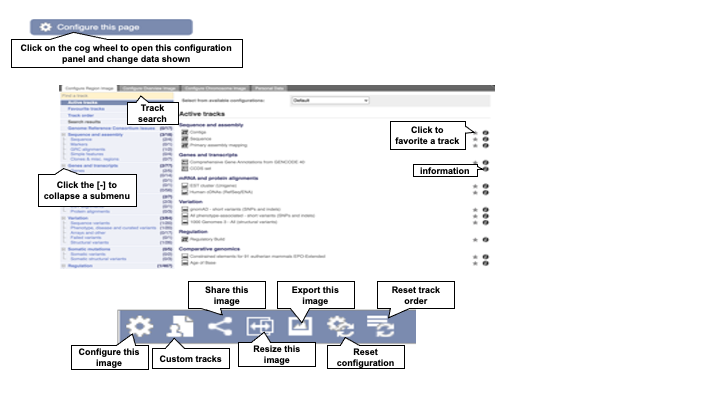 Configure this page
Click on the cog wheel to open this configuration
panel and change data shown
Configure Region Image
Configure Overview Image
Configure Chromosome Image
Personal Data
Find a track
Active tracks
Favourite tracks
Track order
Search results
Genome Reference Consortium issues
Sequence and assembly
Sequence
Markers
GRC alignments
Simple features
Clones & misc. regions
Genes and transcripts
Protein alignments
Variation
Sequence variants
Phenotype, disease and curated variants
Arrays and other
Failed variants
Structural variants
Somatic mutations
Somatic variants
Somatic structural variants
Regulation
Track
search
Click the [-] to
collapse a submenu
Select from available configurations:
Default
Active tracks
Sequence and assembly
Contigs
Sequence
Primary assembly mapping
Genes and transcripts
Comprehensive Gene Annotations from GENCODE 40
CCDS set
mRNA and protein alignments
EST cluster (Unigene)
Human cDNAs (RefSeq/ENA)
Variation
gnomAD - short variants (SNPs and indels)
All phenotype-associated - short variants (SNPs and indels)
1000 Genomes 3 - All (structural variants)
Regulation
Regulatory Build
Comparative genomics
Constrained elements for 91 eutherian mammals EPO-Extended
Age of Base
Click to
favorite a track
information
Share this
image
Export this
image
Reset track
order
Configure this
image
Custom tracks
Resize this
image
Reset
configuration